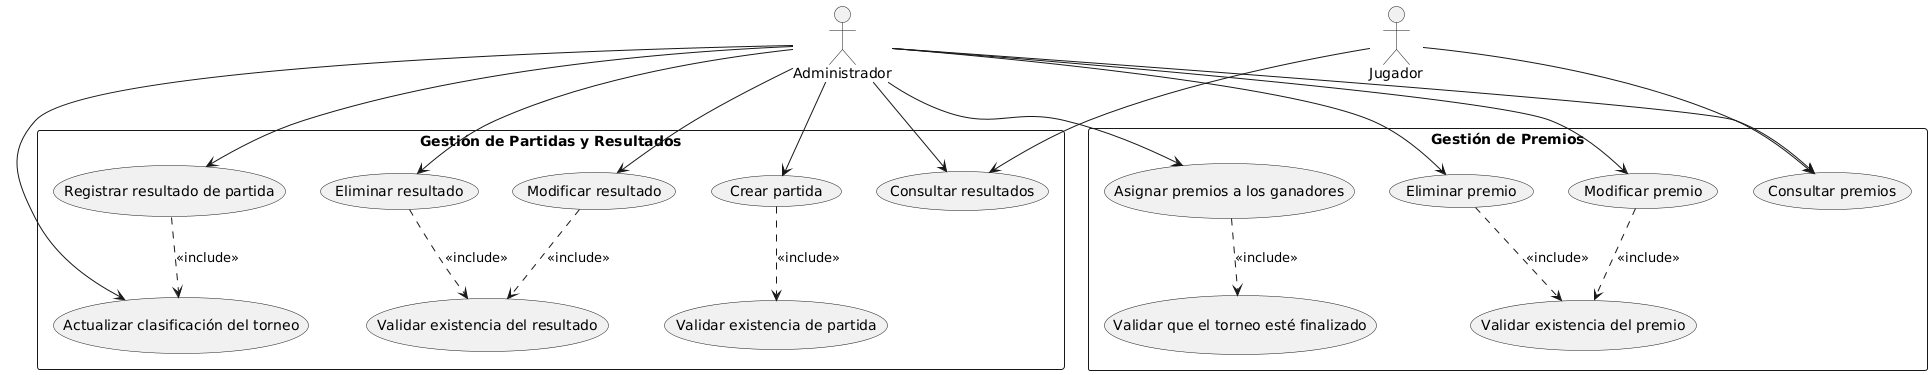 Administrador
Jugador
Gestión de Partidas y Resultados
Gestión de Premios
Registrar resultado de partida
Eliminar resultado
Modificar resultado
Crear partida
Consultar resultados
Asignar premios a los ganadores
Eliminar premio
Modificar premio
Consultar premios
«include»
«include»
«include»
«include»
«include»
«include»
«include»
Actualizar clasificación del torneo
Validar existencia del resultado
Validar existencia de partida
Validar que el torneo esté finalizado
Validar existencia del premio